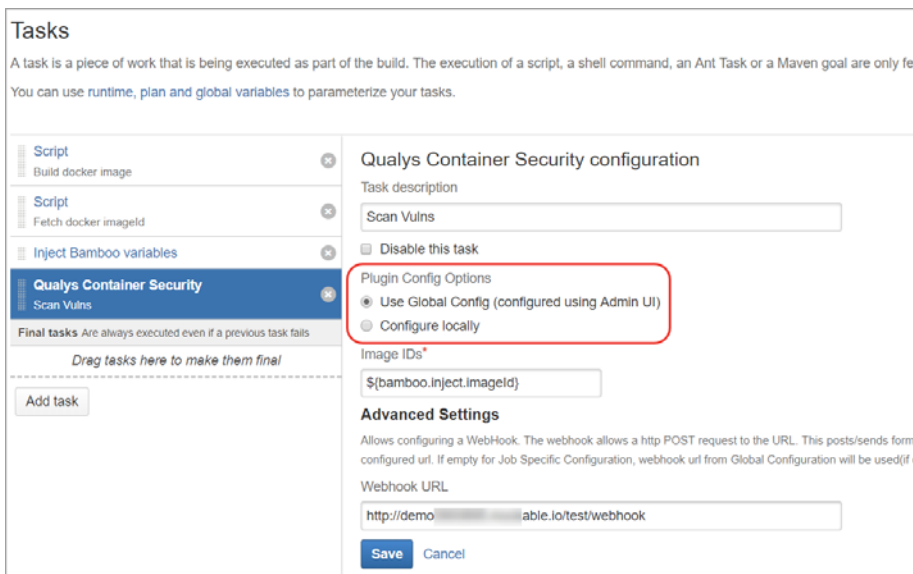 Tasks
A task is a piece of work that is being executed as part of the build. The execution of a script, a shell command, an Ant Task or a Maven goal are only fe
You can use runtime, plan and global variables to parameterize your tasks.
Script
Build docker image
Script
Fetch docker imageId
Inject Bamboo variables
Qualys Container Security
Scan Vulns
Final tasks Are always executed even if a previous task fails
Drag tasks here to make them final
Add task
Qualys Container Security configuration
Task description
Scan Vulns
Disable this task
Plugin Config Options
Use Global Config (configured using Admin UI)
Configure locally
Image IDs*
${bamboo.inject.imageId}
Advanced Settings
Allows configuring a WebHook. The webhook allows a http POST request to the URL. This posts/sends form
configured url. If empty for Job Specific Configuration, webhook url from Global Configuration will be used(if
Webhook URL
http://demo able.io/test/webhook
Save Cancel